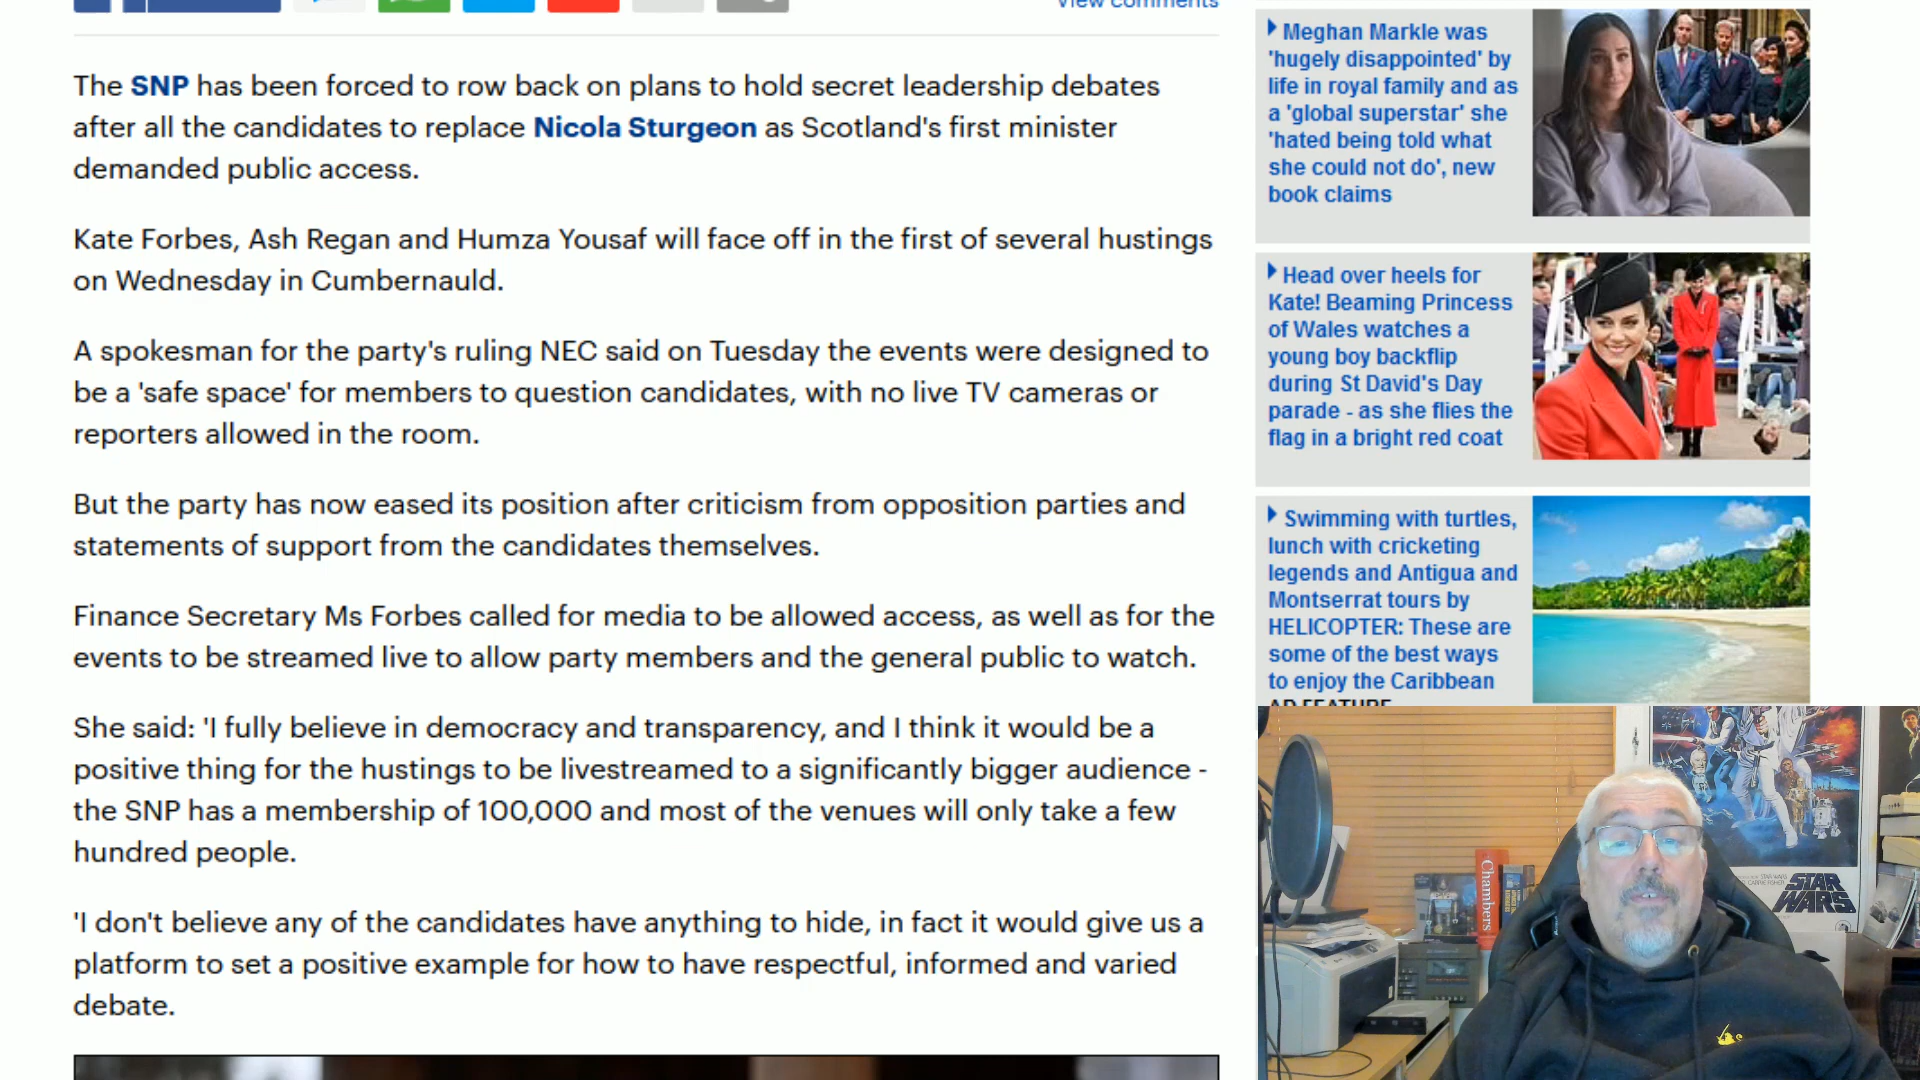 View comments
The SNP has been forced to row back on plans to hold secret leadership debates
after all the candidates to replace Nicola Sturgeon as Scotland's first minister
demanded public access.
Kate Forbes, Ash Regan and Humza Yousaf will face off in the first of several hustings
on Wednesday in Cumbernauld.
A spokesman for the party's ruling NEC said on Tuesday the events were designed to
be a 'safe space' for members to question candidates, with no live TV cameras or
reporters allowed in the room.
But the party has now eased its position after criticism from opposition parties and
statements of support from the candidates themselves.
Finance Secretary Ms Forbes called for media to be allowed access, as well as for the
events to be streamed live to allow party members and the general public to watch.
She said: 'I fully believe in democracy and transparency, and I think it would be a
positive thing for the hustings to be livestreamed to a significantly bigger audience -
the SNP has a membership of 100,000 and most of the venues will only take a few
hundred people.
'I don't believe any of the candidates have anything to hide, in fact it would give us a
platform to set a positive example for how to have respectful, informed and varied
debate.
Meghan Markle was
'hugely disappointed' by
life in royal family and as
a 'global superstar' she
'hated being told what
she could not do', new
book claims
Head over heels for
Kate! Beaming Princess
of Wales watches a
young boy backflip
during St David's Day
parade - as she flies the
flag in a bright red coat
Swimming with turtles,
lunch with cricketing
legends and Antigua and
Montserrat tours by
HELICOPTER: These are
some of the best ways
to enjoy the Caribbean
AD FEATURE
Chambers
STAR
WARS